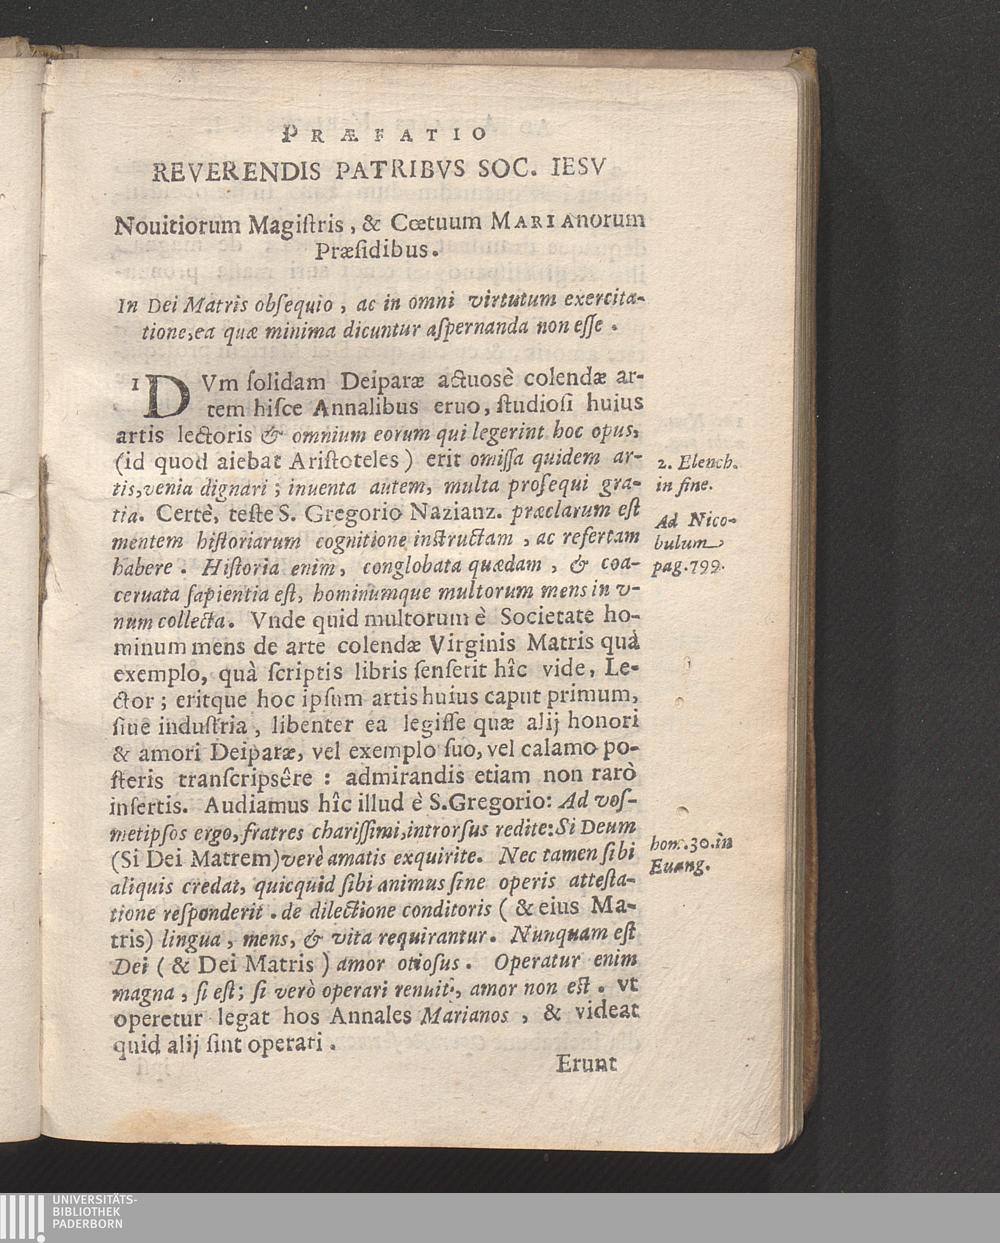 PRÆFATIO
REVERENDIS PATRIBVS SOC. IESV
Nouitiorum Magiſtris, & Cœtuum MARIAnorum
Præſidibus.
In Dei Matris obſequio, ac in omni virtutum exercita-
tione, ea quæ minima dicuntur aſpernanda non eſſe.
1 DVm ſolidam Deiparæ actuosè colendæ ar-
tem hiſce Annalibus eruo, ſtudioſi huius
artis lectoris & omnium eorum qui legerint hoc opus,
(id quod aiebat Ariſtoteles) erit omiſſa quidem ar-
tis, venia dignari; inuenta autem, multa proſequi gra-
tia. Certè, teſte S. Gregorio Nazianz. præclarum eſt
mentem hiſtoriarum cognitione inſtructam, ac refertam
habere. Hiſtoria enim, conglobata quædam, & coa-
ceruata ſapientia eſt, hominumque multorum mens in v-
num collecta. Vnde quid multorum è Societate ho-
minum mens de arte colendæ Virginis Matris quà
exemplo, quà ſcriptis libris ſenſerit hîc vide, Le-
ctor; eritque hoc ipſum artis huius caput primum,
ſiue induſtria, libenter ea legiſſe quæ alij honori
& amori Deiparæ, vel exemplo ſuo, vel calamo po-
ſteris tranſcripsêre: admirandis etiam non rarò
inſertis. Audiamus hîc illud è S. Gregorio: Ad voſ-
metipſos ergo, fratres chariſſimi, introrſus redite: Si Deum
(Si Dei Matrem) verè amatis exquirite. Nec tamen ſibi
aliquis credat, quicquid ſibi animus ſine operis atteſta-
tione reſponderit. de dilectione conditoris (& eius Ma-
tris) lingua, mens, & vita requirantur. Nunquam eſt
Dei (& Dei Matris) amor otioſus. Operatur enim
magna, ſi eſt; ſi verò operari renuit, amor non eſt. vt
operetur legat hos Annales Marianos, & videat
quid alij ſint operati.
Erunt
2. Elench.
in fine.
Ad Nico-
bulum
pag. 799.
hom. 30. in
Euang.
UNIVERSITÄTS-
BIBLIOTHEK
PADERBORN